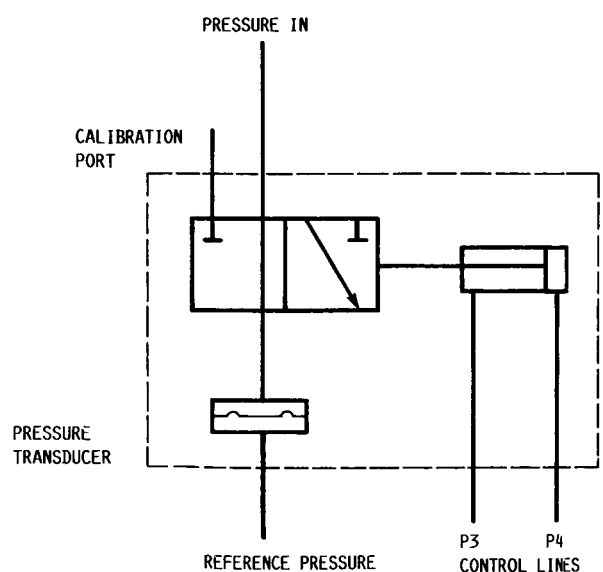 PRESSURE IN
CALIBRATION
PORT
PRESSURE
TRANSDUCER
REFERENCE PRESSURE
P3 P4
CONTROL LINES